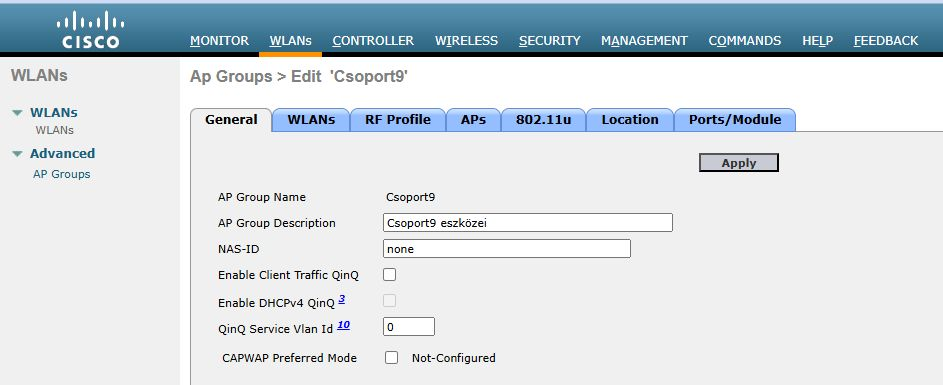 CISCO
MONITOR WLANs CONTROLLER WIRELESS SECURITY MANAGEMENT COMMANDS HELP FEEDBACK
WLANs
WLANs
WLANs
Advanced
AP Groups
Ap Groups > Edit 'Csoport9'
General WLANs RF Profile APs 802.11u Location Ports/Module
Apply
AP Group Name Csoport9
AP Group Description Csoport9 eszközei
NAS-ID none
Enable Client Traffic QinQ
Enable DHCPv4 QinQ 3
QinQ Service Vlan Id 10 0
CAPWAP Preferred Mode Not-Configured